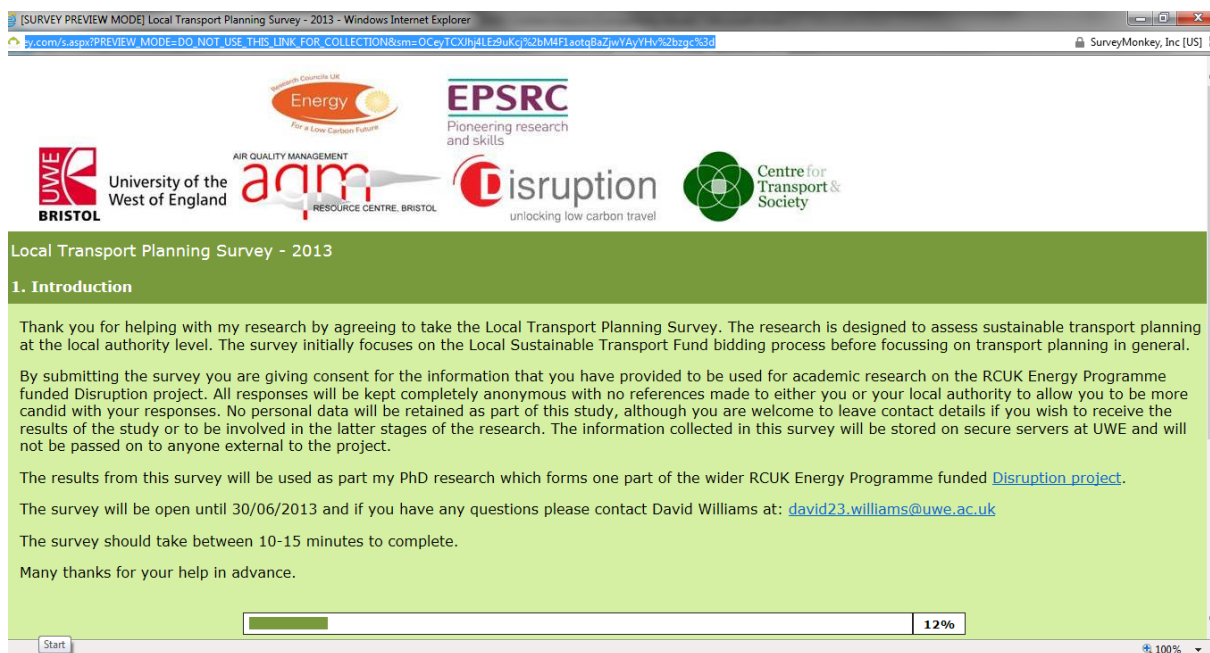 [SURVEY PREVIEW MODE] Local Transport Planning Survey - 2013 - Windows Internet Explorer
ey.com/s.aspx?PREVIEW_MODE=DO_NOT_USE_THIS_LINK_FOR_COLLECTION&sm=OCeyTCXJhj4LEz9uKcj%2bM4F1aotqBaZjwYAyYHv%2bzgc%3d
SurveyMonkey, Inc [US]
Research Councils UK
Energy
For a Low Carbon Future
EPSRC
Pioneering research
and skills
UWE
BRISTOL
University of the
West of England
AIR QUALITY MANAGEMENT
aqm
RESOURCE CENTRE, BRISTOL
Disruption
unlocking low carbon travel
Centre for
Transport &
Society
Local Transport Planning Survey - 2013
1. Introduction
Thank you for helping with my research by agreeing to take the Local Transport Planning Survey. The research is designed to assess sustainable transport planning
at the local authority level. The survey initially focuses on the Local Sustainable Transport Fund bidding process before focussing on transport planning in general.
By submitting the survey you are giving consent for the information that you have provided to be used for academic research on the RCUK Energy Programme
funded Disruption project. All responses will be kept completely anonymous with no references made to either you or your local authority to allow you to be more
candid with your responses. No personal data will be retained as part of this study, although you are welcome to leave contact details if you wish to receive the
results of the study or to be involved in the latter stages of the research. The information collected in this survey will be stored on secure servers at UWE and will
not be passed on to anyone external to the project.
The results from this survey will be used as part my PhD research which forms one part of the wider RCUK Energy Programme funded Disruption project.
The survey will be open until 30/06/2013 and if you have any questions please contact David Williams at: david23.williams@uwe.ac.uk
The survey should take between 10-15 minutes to complete.
Many thanks for your help in advance.
12%
Start
100%